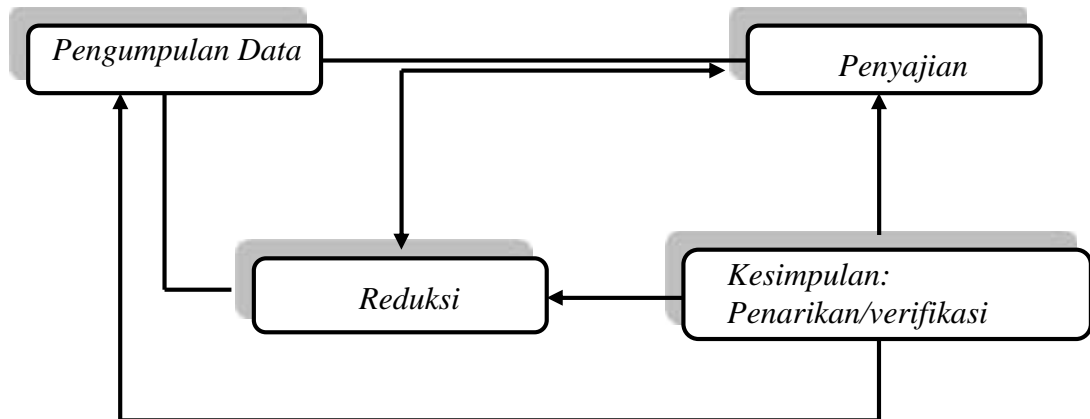 Pengumpulan Data
Penyajian
Reduksi
Kesimpulan:
Penarikan/verifikasi